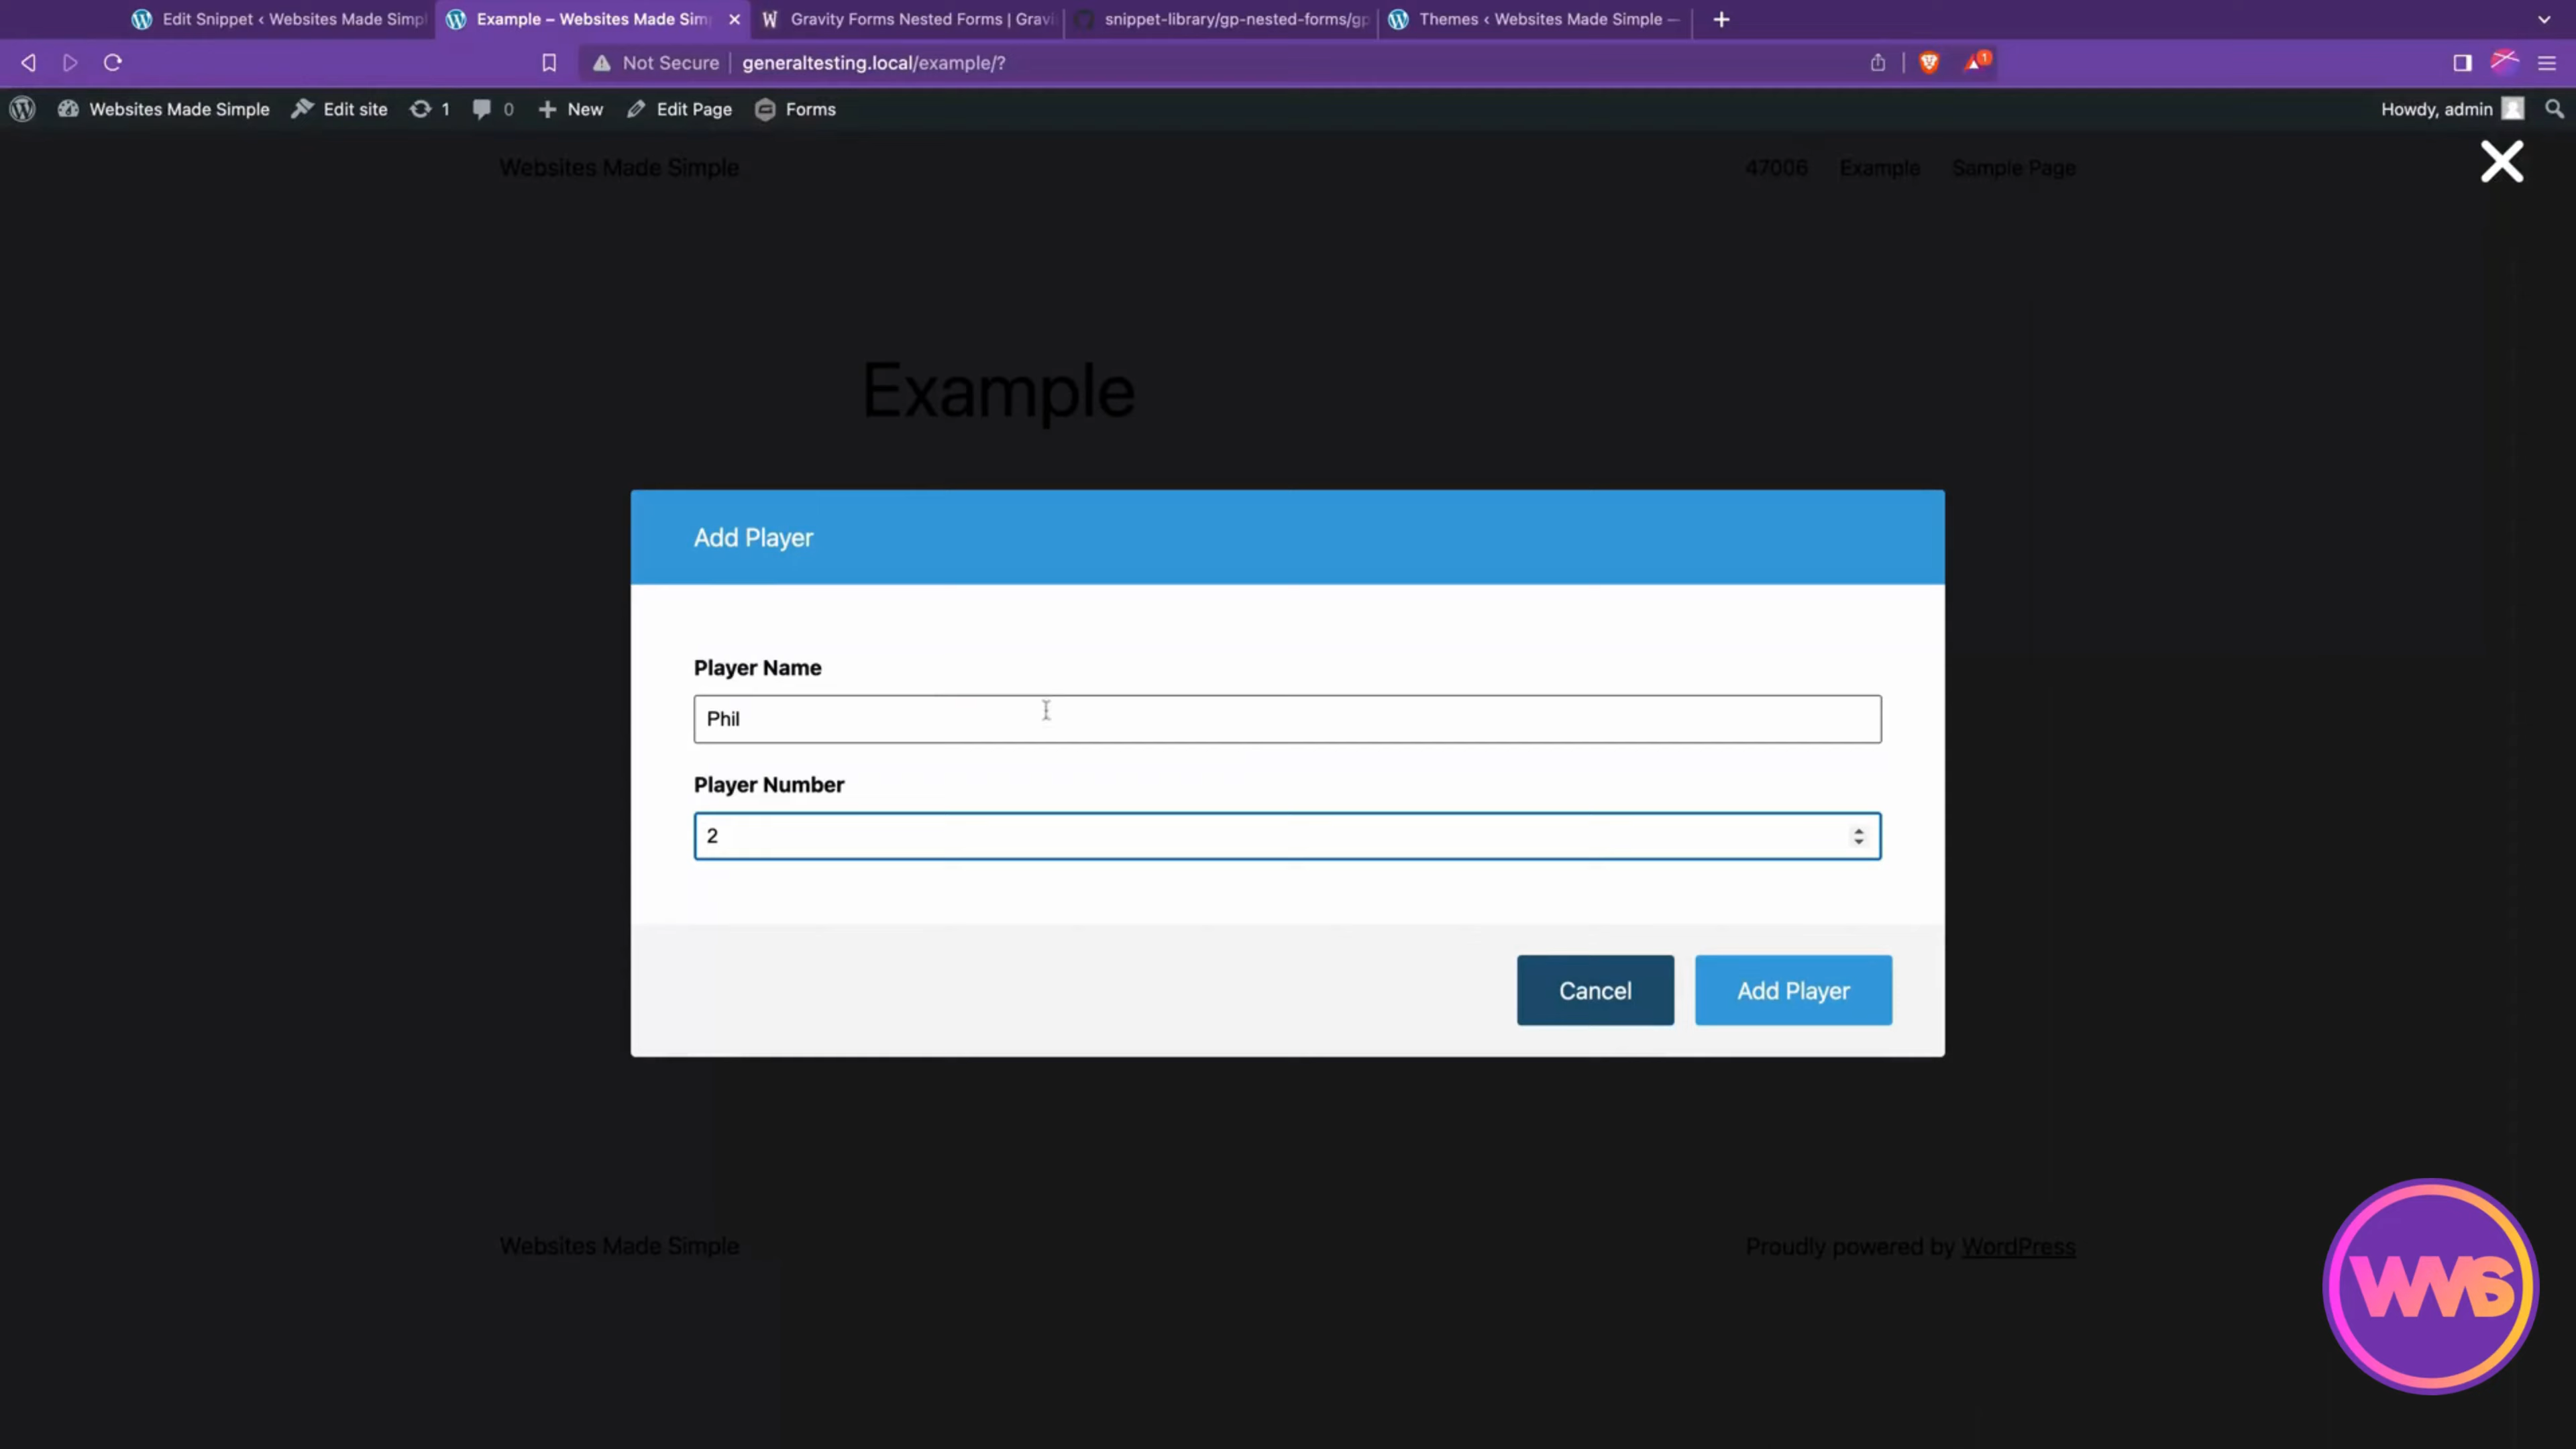 Edit Snippet ‹ Websites Made Simpl
Example – Websites Made Sim
Gravity Forms Nested Forms | Gravi
snippet-library/gp-nested-forms/gp
Themes ‹ Websites Made Simple —
Not Secure generaltesting.local/example/?
1
Websites Made Simple
Edit site
1
0
New
Edit Page
Forms
Howdy, admin
Websites Made Simple
47006
Example
Sample Page
Example
Add Player
Player Name
Phil
Player Number
2
Cancel
Add Player
Websites Made Simple
Proudly powered by WordPress
WMS